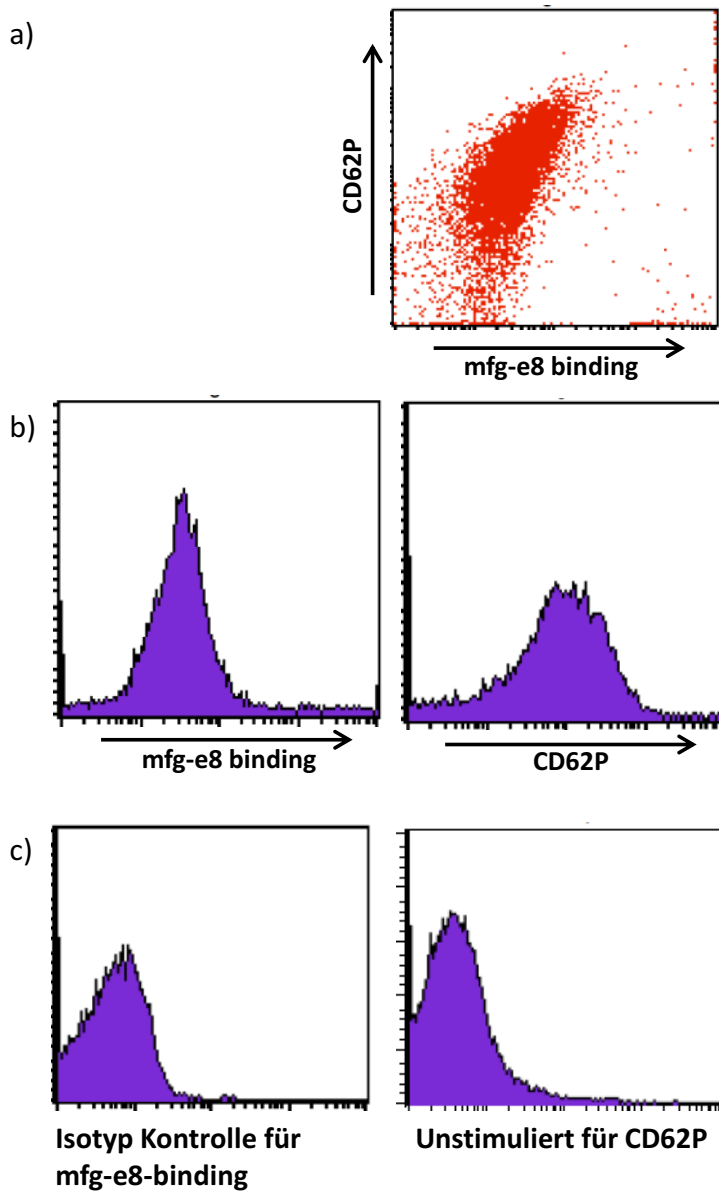 a)
CD62P
mfg-e8 binding
b)
mfg-e8 binding
CD62P
c)
Isotyp Kontrolle für
mfg-e8-binding
Unstimuliert für CD62P